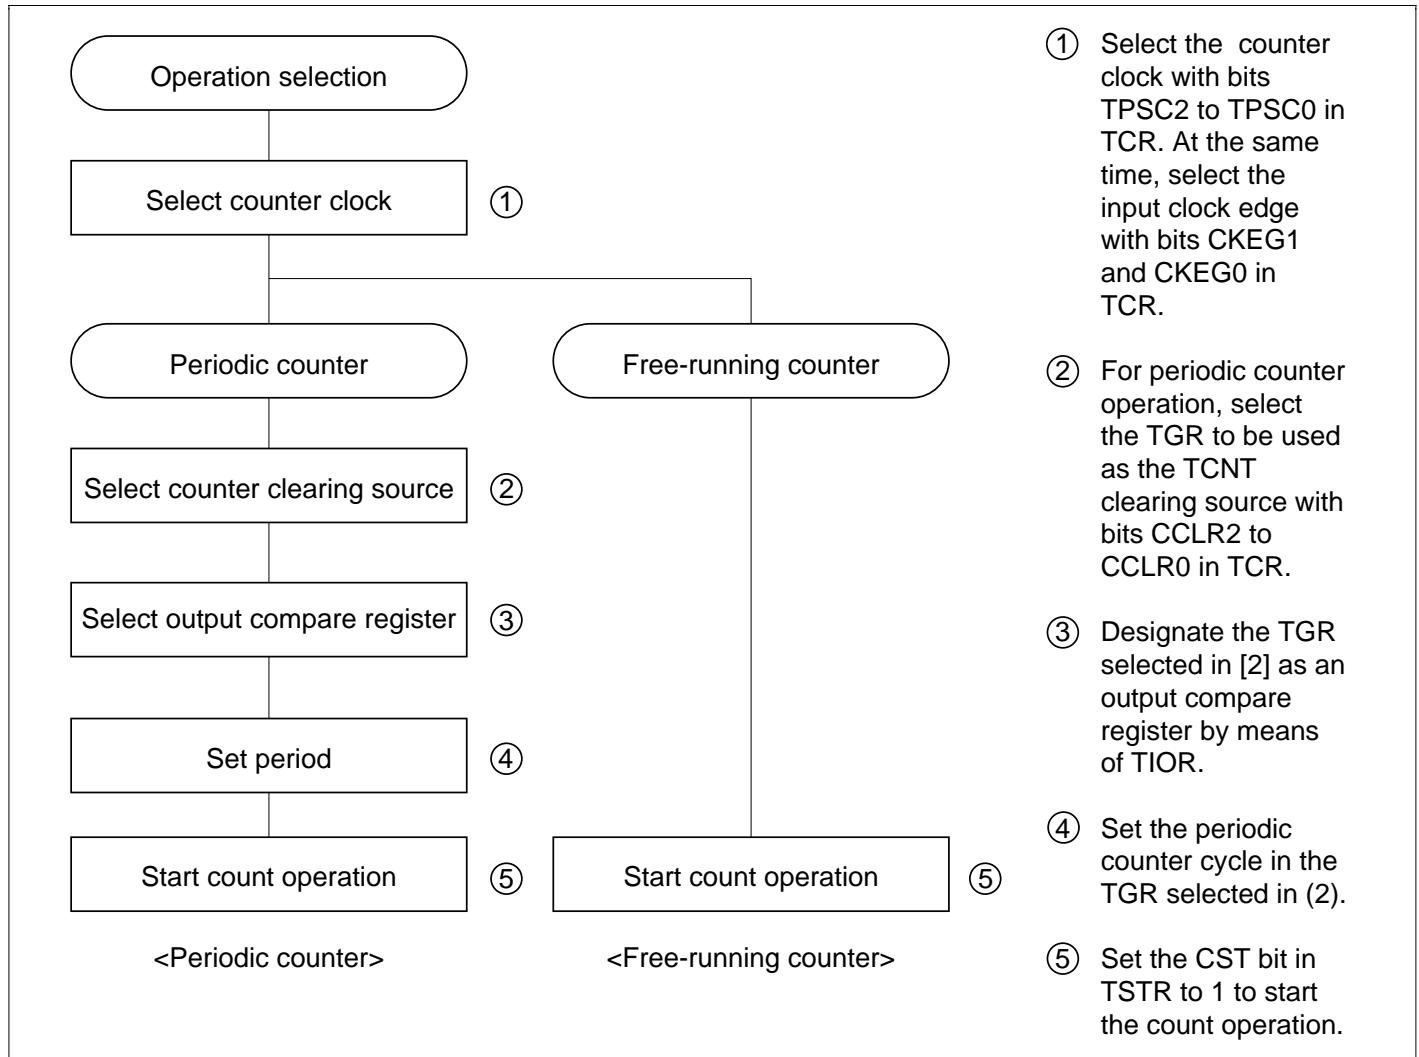 Operation selection
Select counter clock
①
Periodic counter
Free-running counter
Select counter clearing source
②
Select output compare register
③
Set period
④
Start count operation
⑤
Start count operation
⑤
<Periodic counter>
<Free-running counter>
① Select the counter
clock with bits
TPSC2 to TPSC0 in
TCR. At the same
time, select the
input clock edge
with bits CKEG1
and CKEG0 in
TCR.
② For periodic counter
operation, select
the TGR to be used
as the TCNT
clearing source with
bits CCLR2 to
CCLR0 in TCR.
③ Designate the TGR
selected in [2] as an
output compare
register by means
of TIOR.
④ Set the periodic
counter cycle in the
TGR selected in (2).
⑤ Set the CST bit in
TSTR to 1 to start
the count operation.